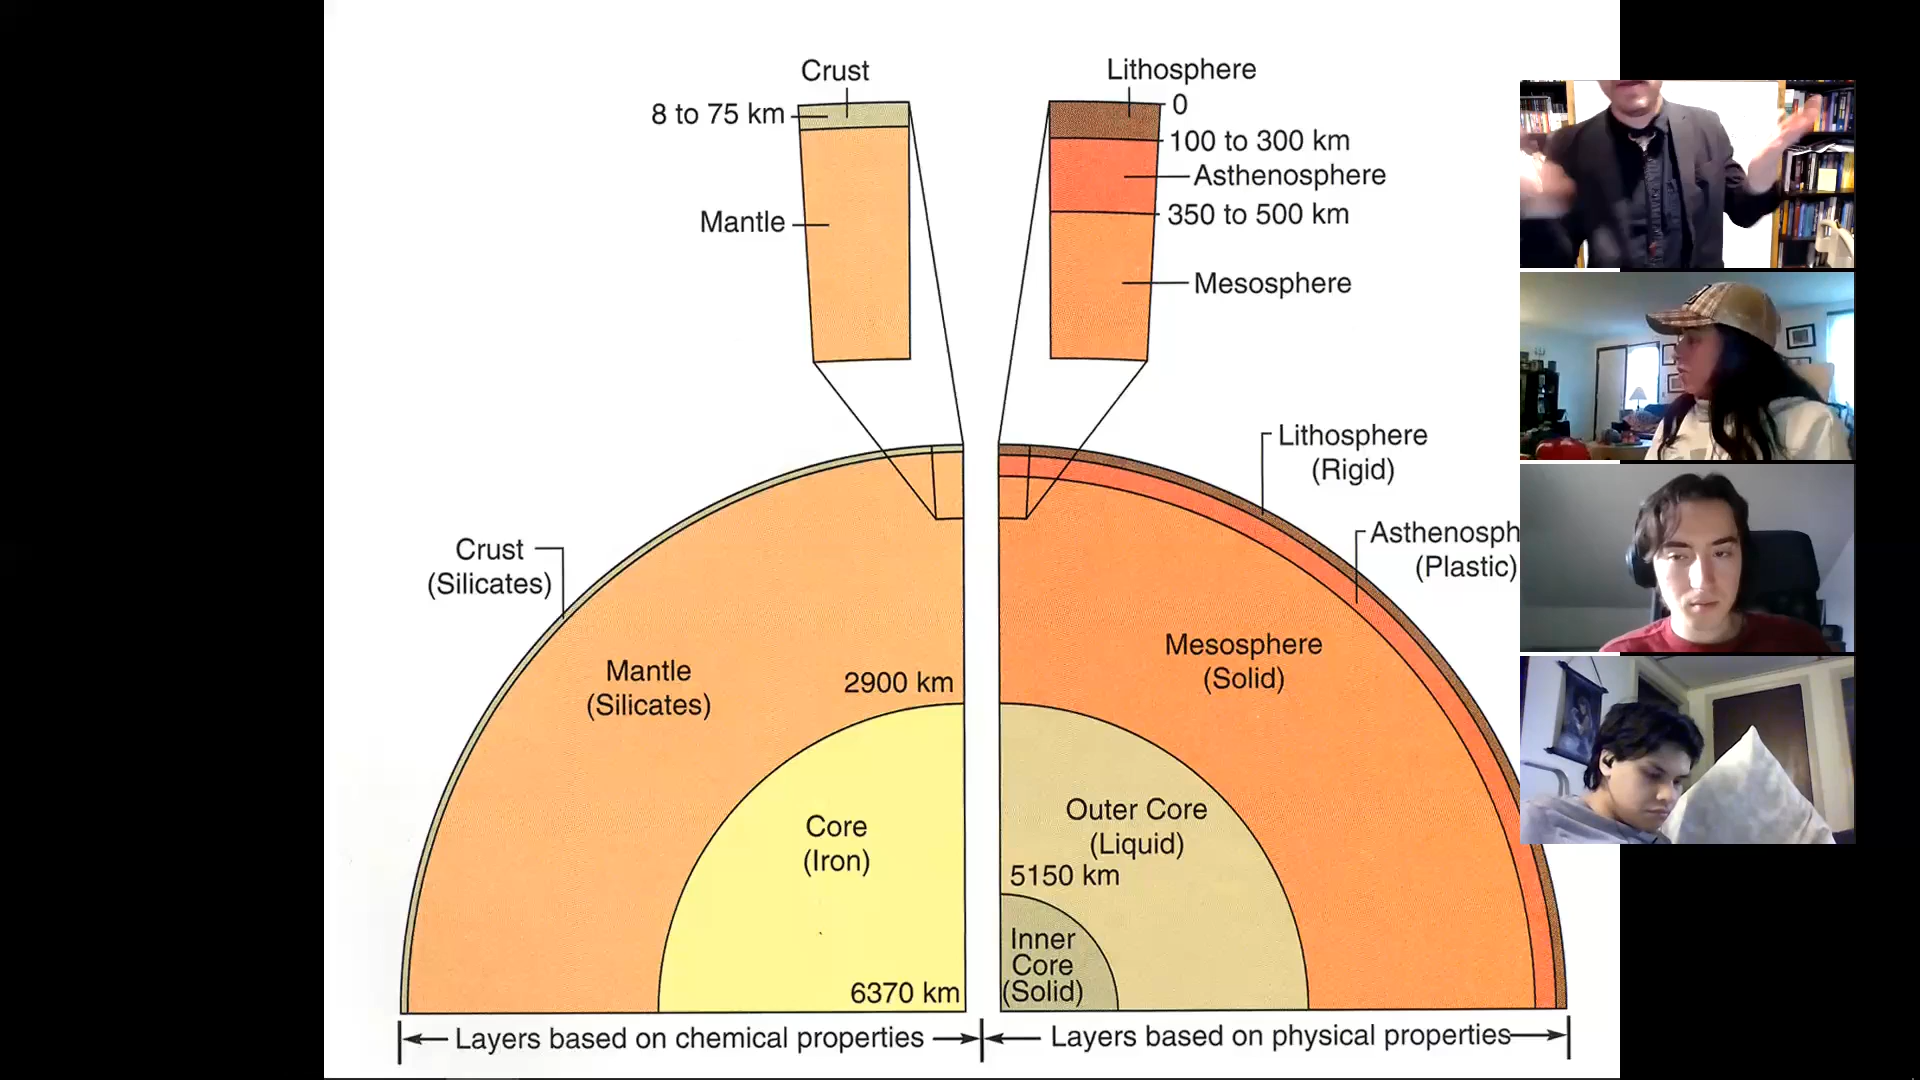 Crust
8 to 75 km
Mantle
Lithosphere
0
100 to 300 km
Asthenosphere
350 to 500 km
Mesosphere
Lithosphere
(Rigid)
Asthenosph
(Plastic)
Crust
(Silicates)
Mantle
(Silicates)
2900 km
Core
(Iron)
6370 km
Mesosphere
(Solid)
Outer Core
(Liquid)
5150 km
Inner
Core
(Solid)
Layers based on chemical properties
Layers based on physical properties